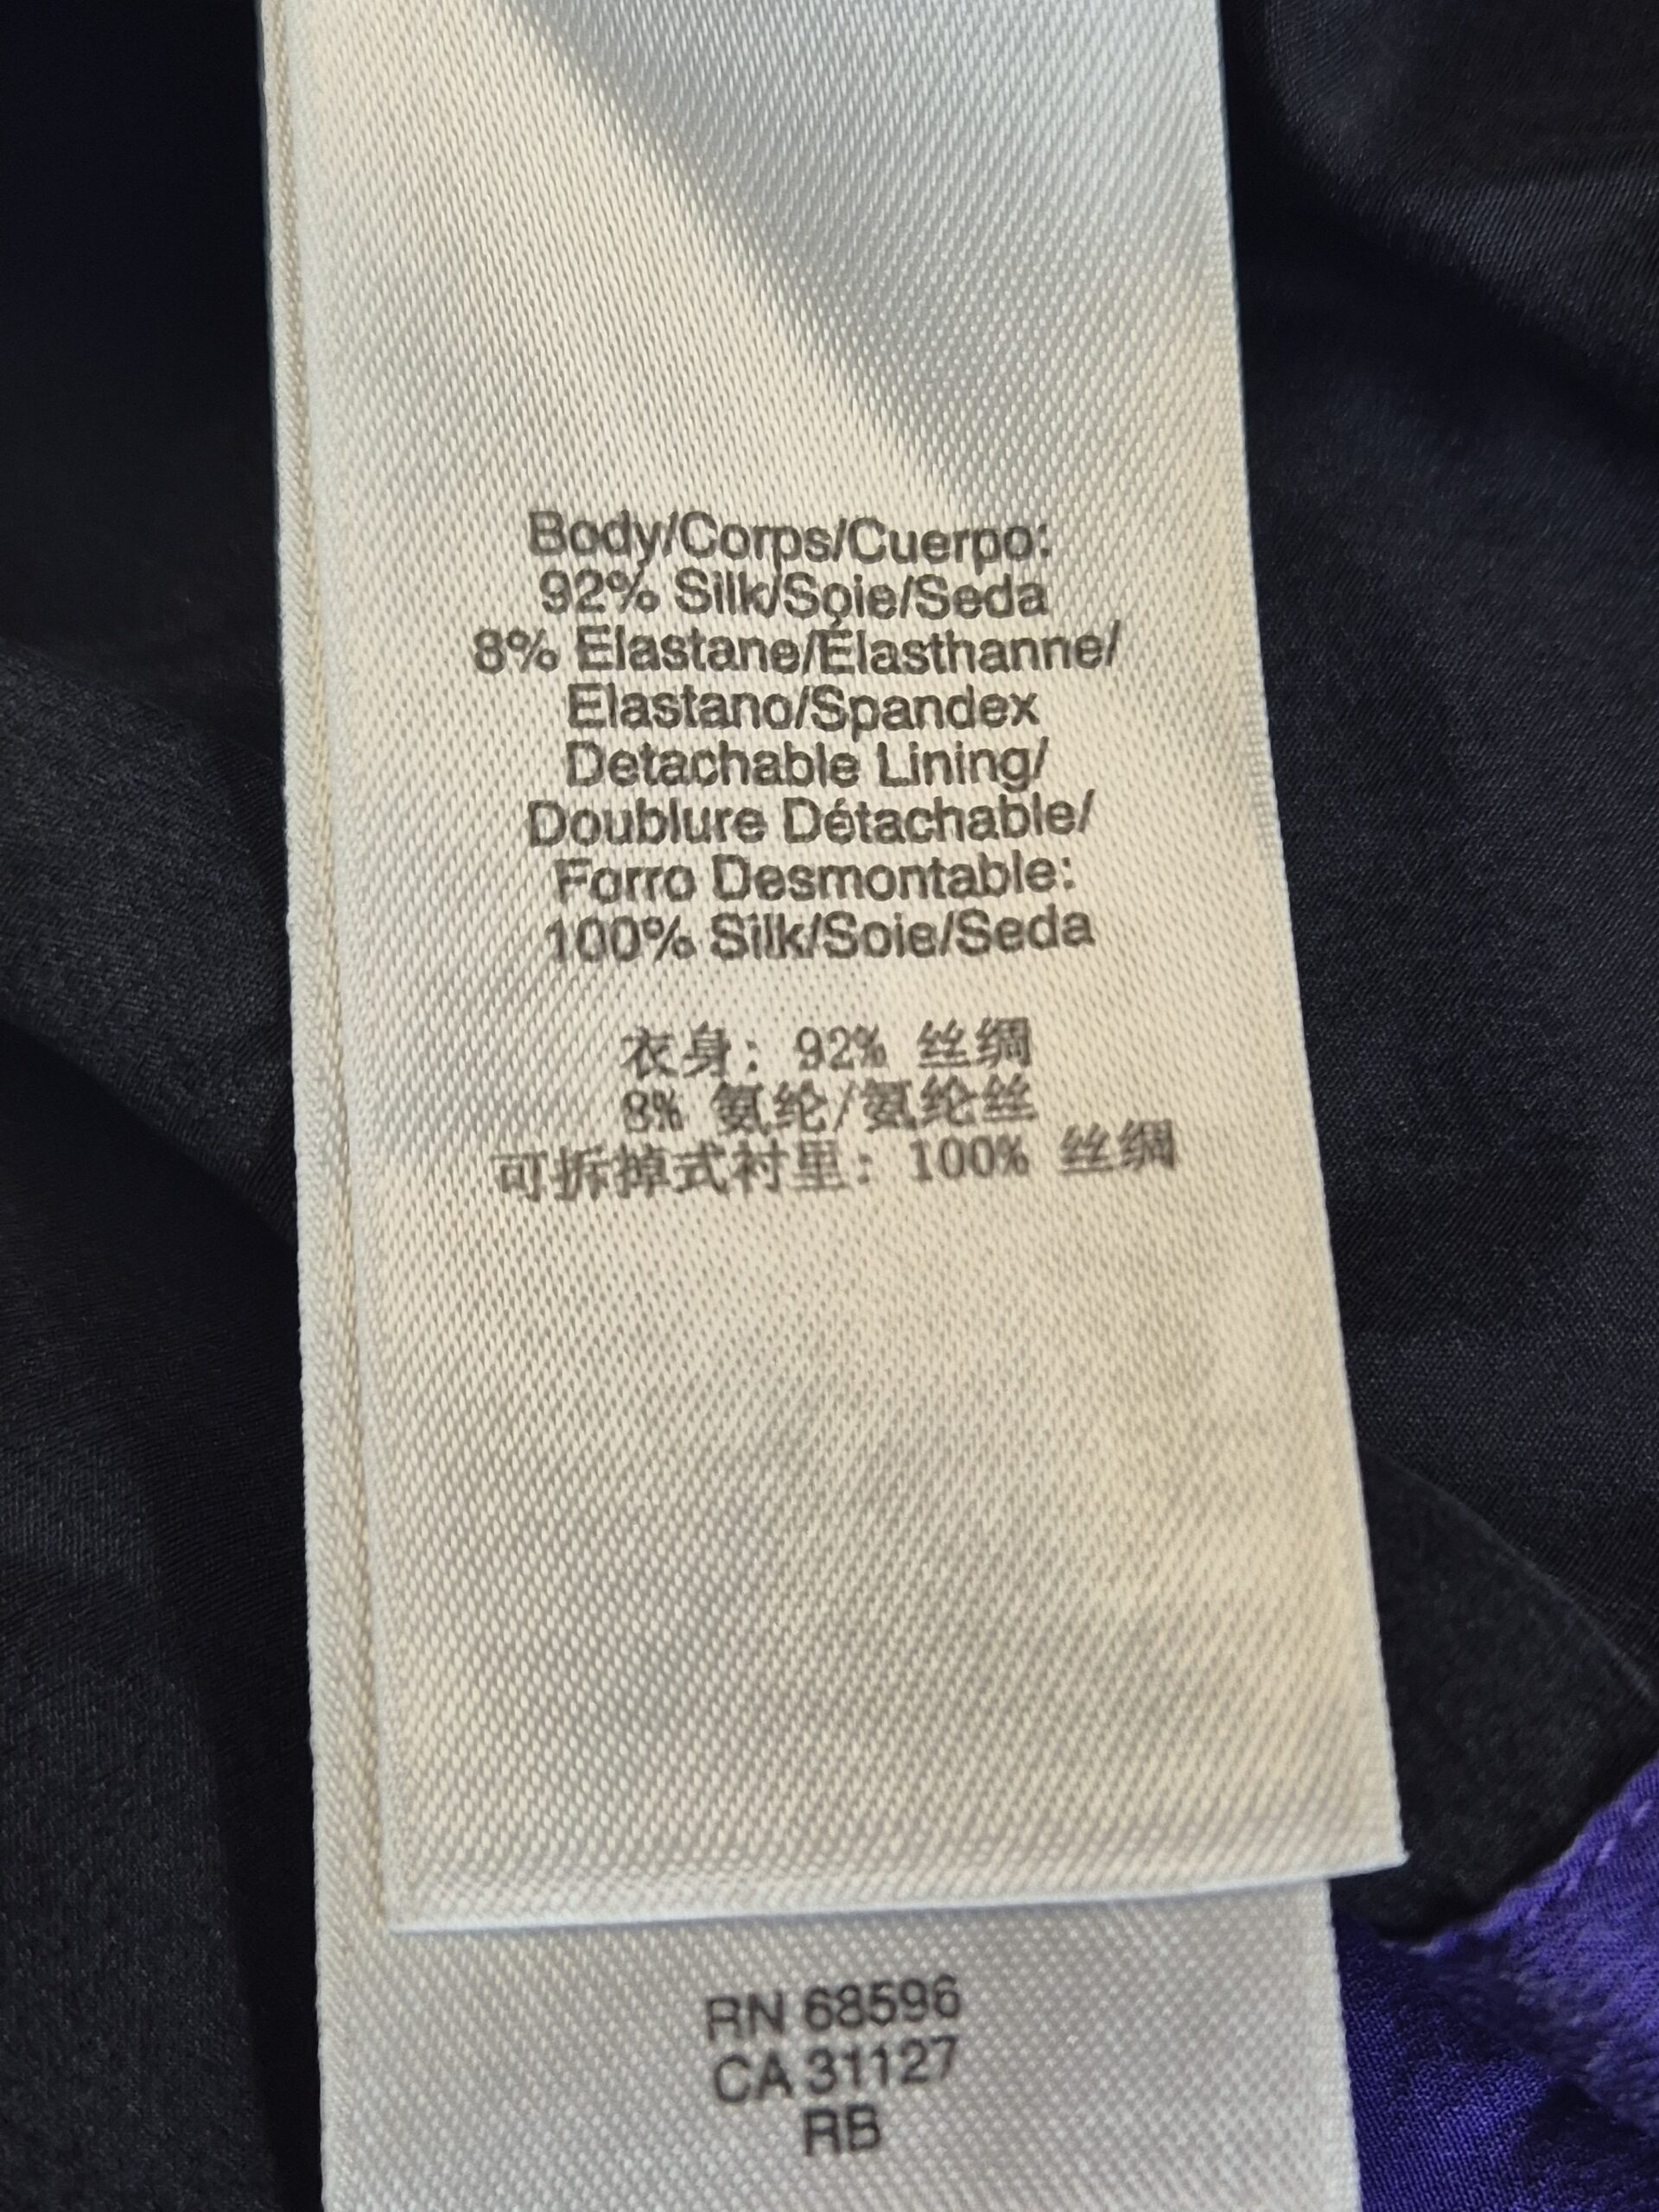 Body/Corps/Cuerpo:
92% Silk/Soie/Seda
8% Elastane/Élasthanne/
Elastano/Spandex
Detachable Lining/
Doublure Détachable/
Forro Desmontable:
100% Silk/Soie/Seda
衣身: 92% 丝绸
8% 氨纶/氨纶丝
可拆掉式衬里: 100% 丝绸
RN 68596
CA 31127
RB